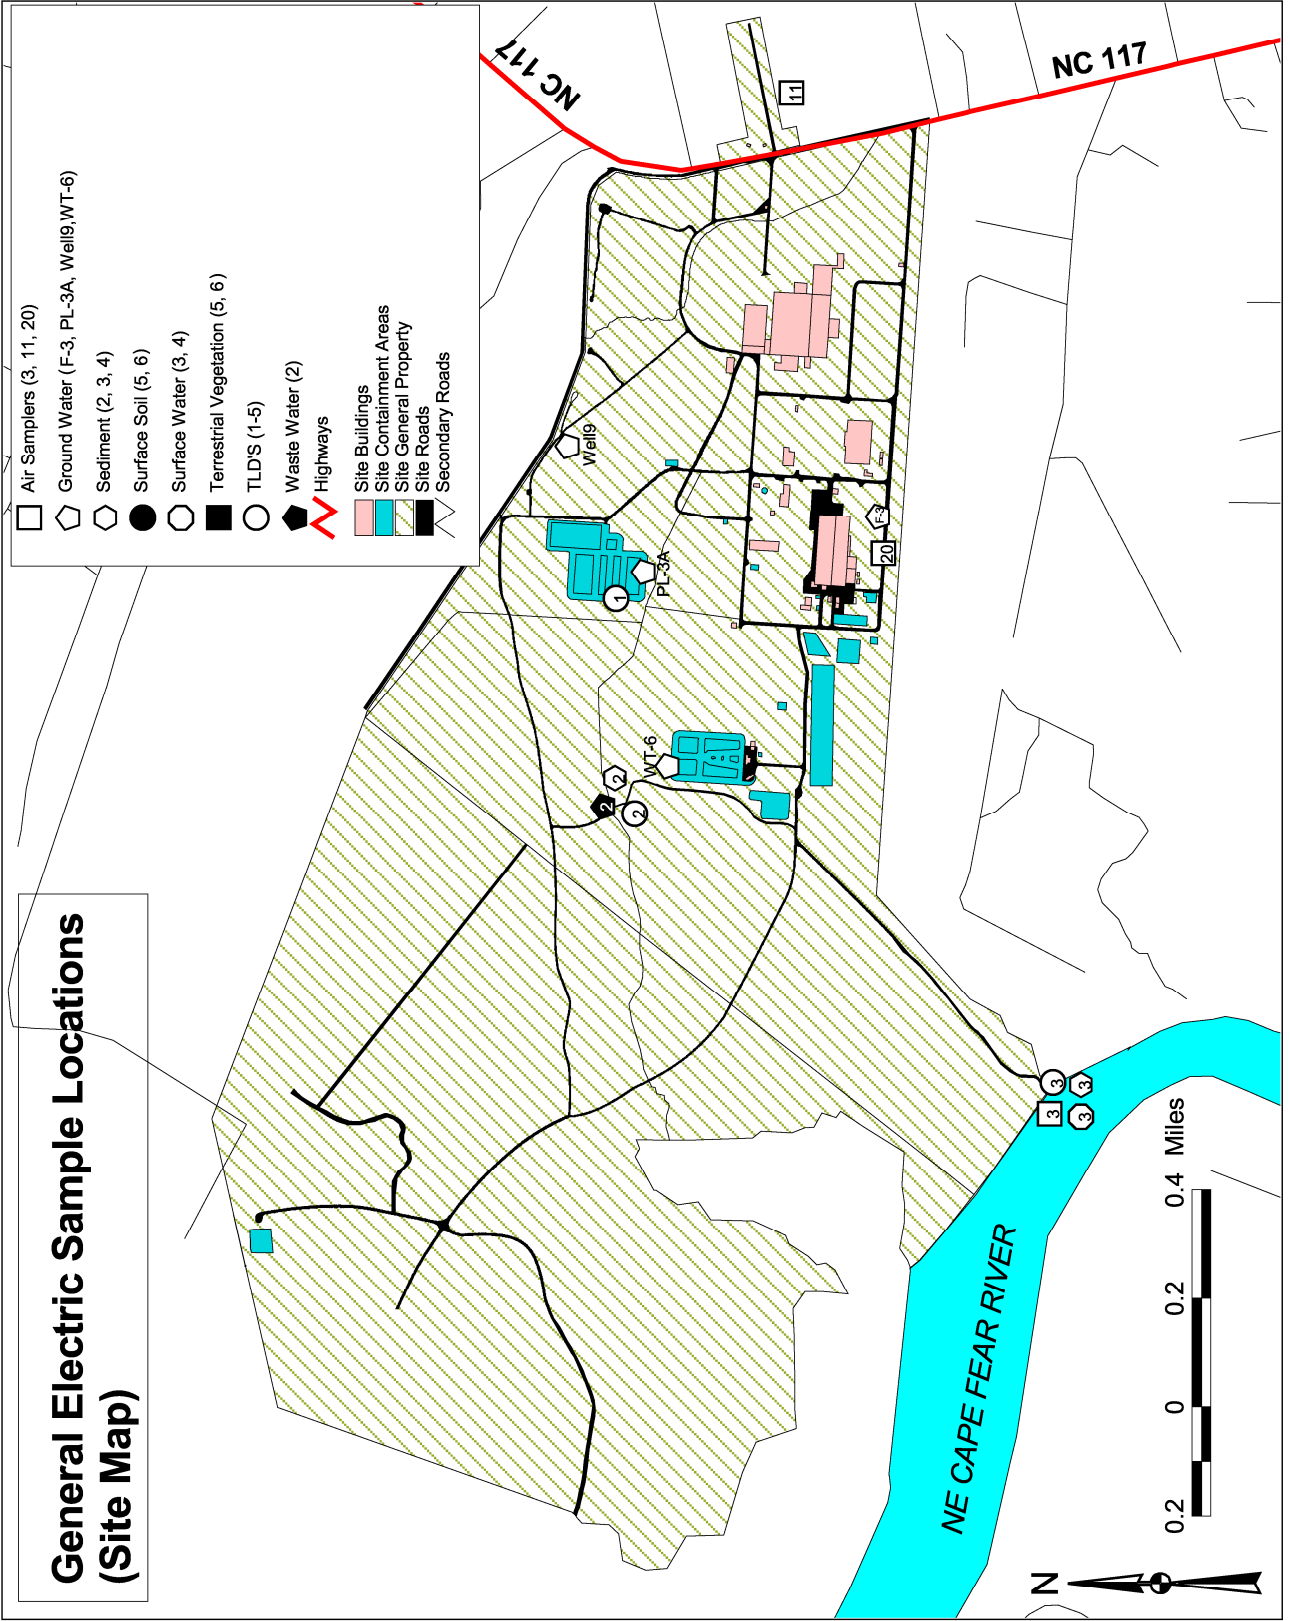 General Electric Sample Locations
(Site Map)
Air Samplers (3, 11, 20)
Ground Water (F-3, PL-3A, Well9,WT-6)
Sediment (2, 3, 4)
Surface Soil (5, 6)
Surface Water (3, 4)
Terrestrial Vegetation (5, 6)
TLD'S (1-5)
Waste Water (2)
Highways
Site Buildings
Site Containment Areas
Site General Property
Site Roads
Secondary Roads
NC 117
NC 117
11
Well9
PL-3A
1
F-3
20
WT-6
2
2
2
3
3
3
3
NE CAPE FEAR RIVER
N
0.2 0 0.2 0.4 Miles